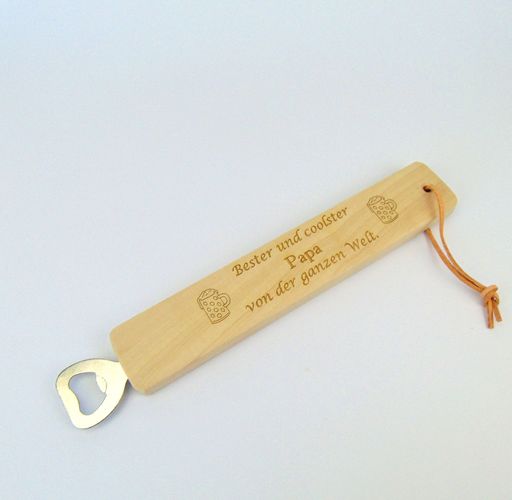 Bester und coolster
Papa
von der ganzen Welt.